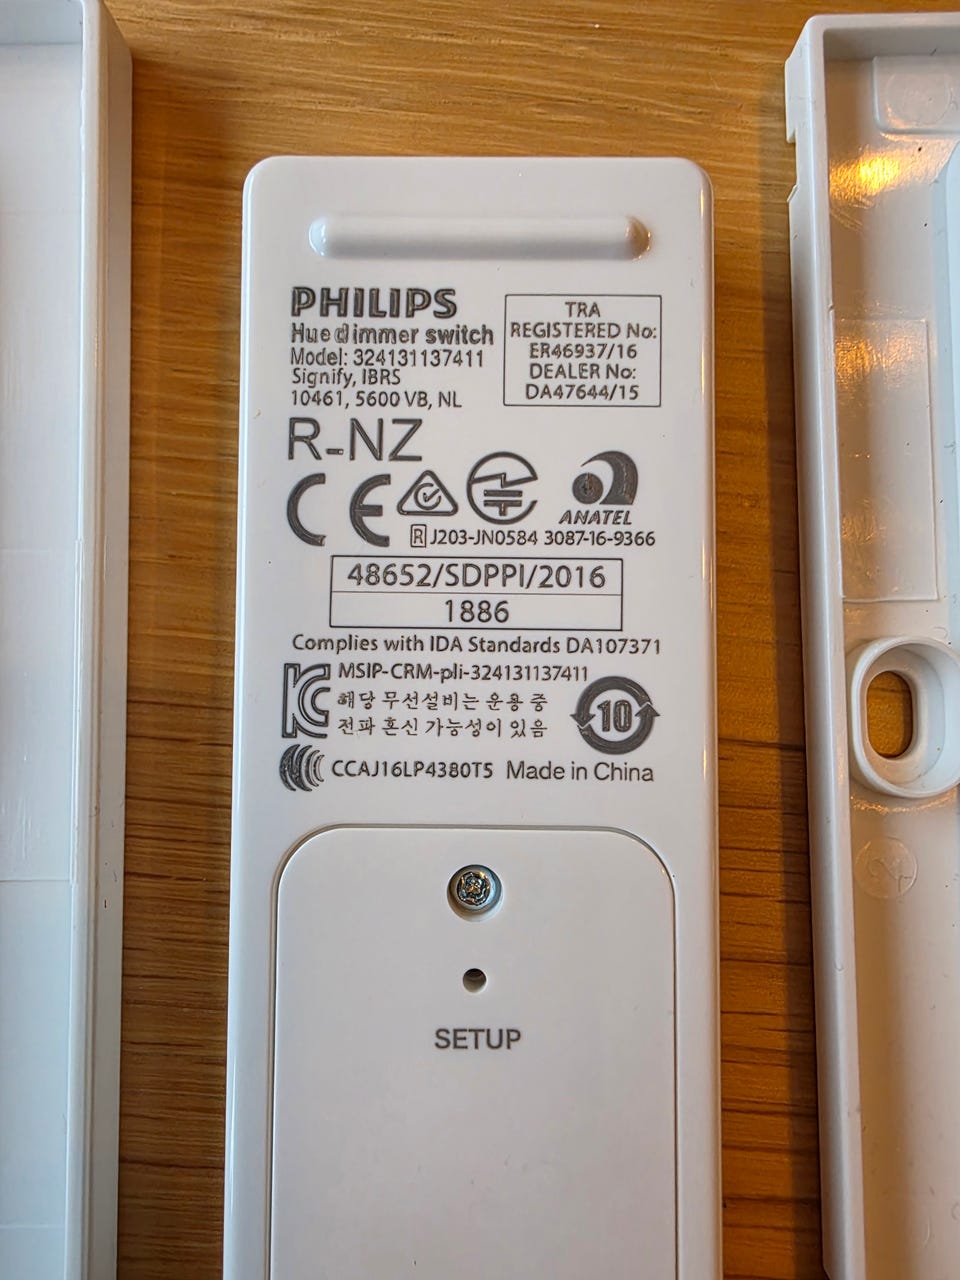 PHILIPS
Hue dimmer switch
Model: 324131137411
Signify, IBRS
10461, 5600 VB, NL
TRA
REGISTERED No:
ER46937/16
DEALER No:
DA47644/15
R-NZ
CE
ANATEL
R J203-JN0584 3087-16-9366
48652/SDPPI/2016
1886
Complies with IDA Standards DA107371
KC MSIP-CRM-pli-324131137411
해당 무선설비는 운용 중
전파 혼신 가능성이 있음
10
CCAJ16LP4380T5 Made in China
SETUP